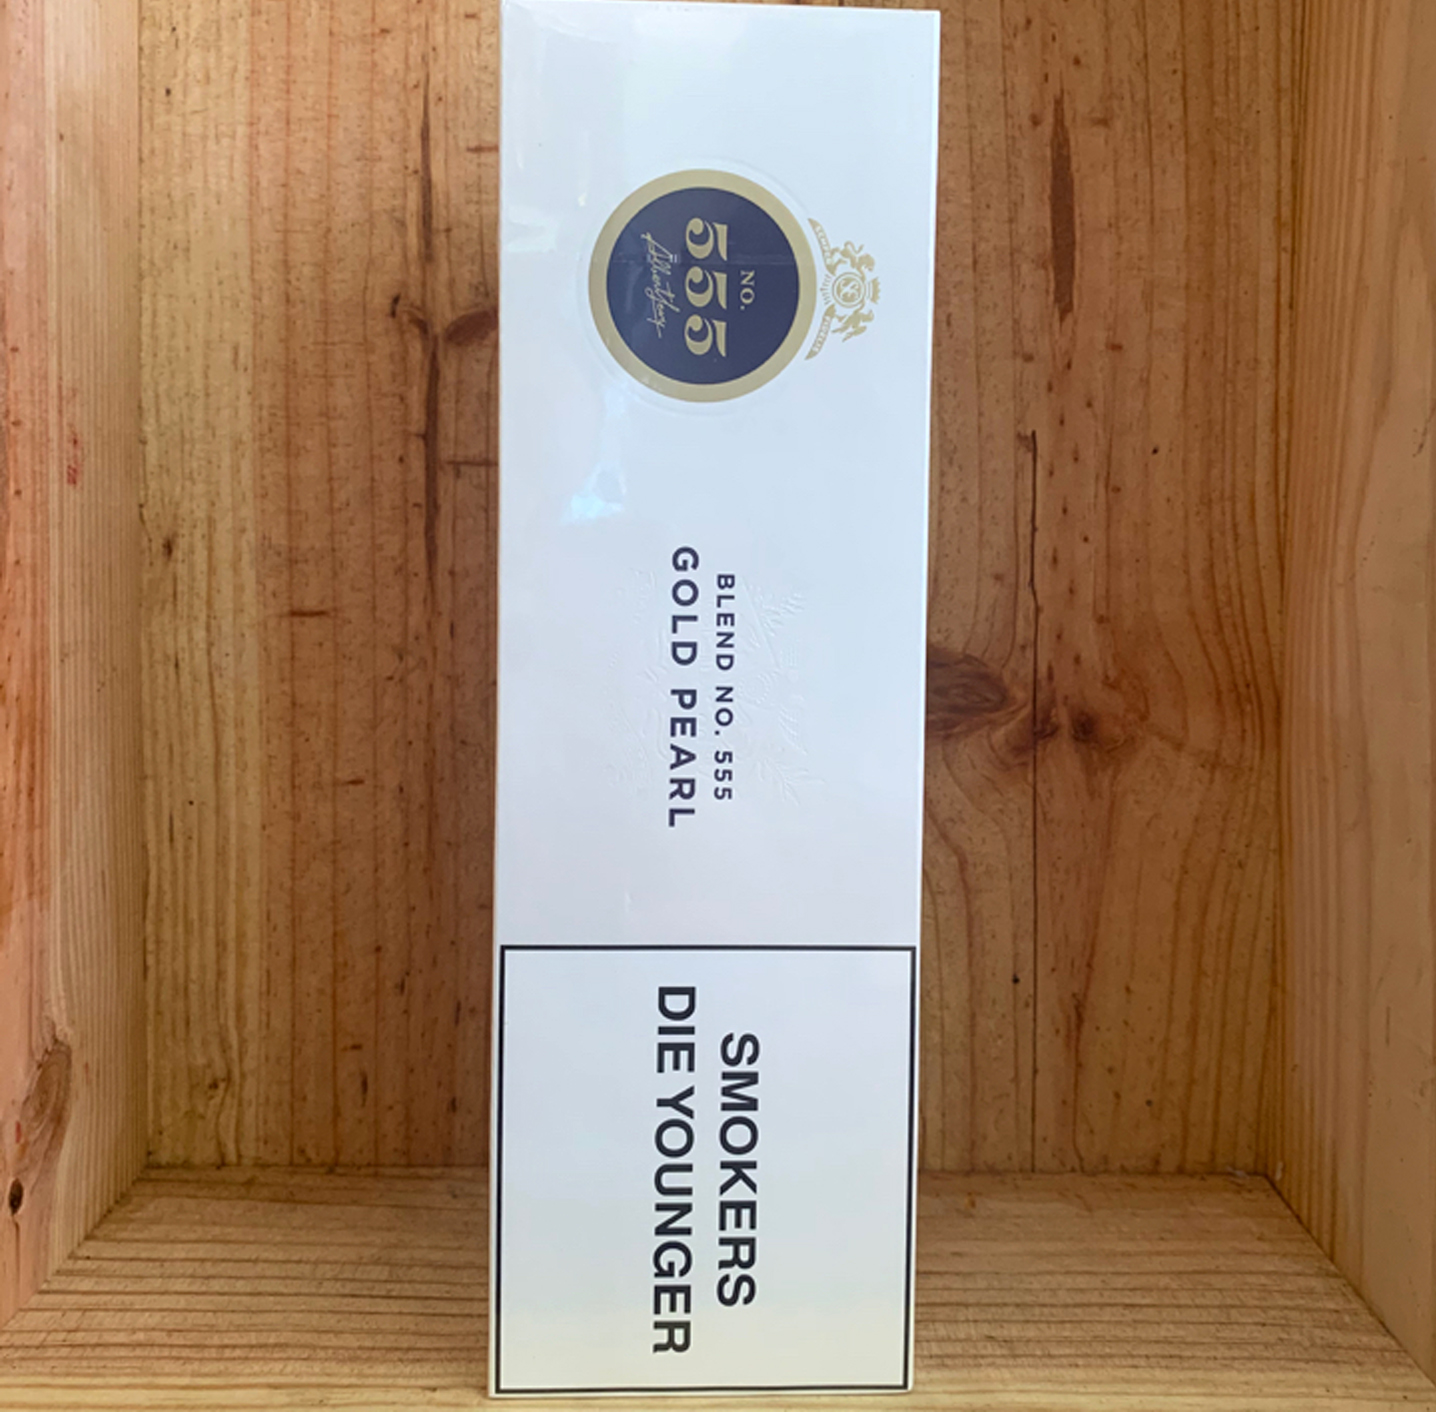 NO.
555
BLEND NO. 555
GOLD PEARL
SMOKERS
DIE YOUNGER